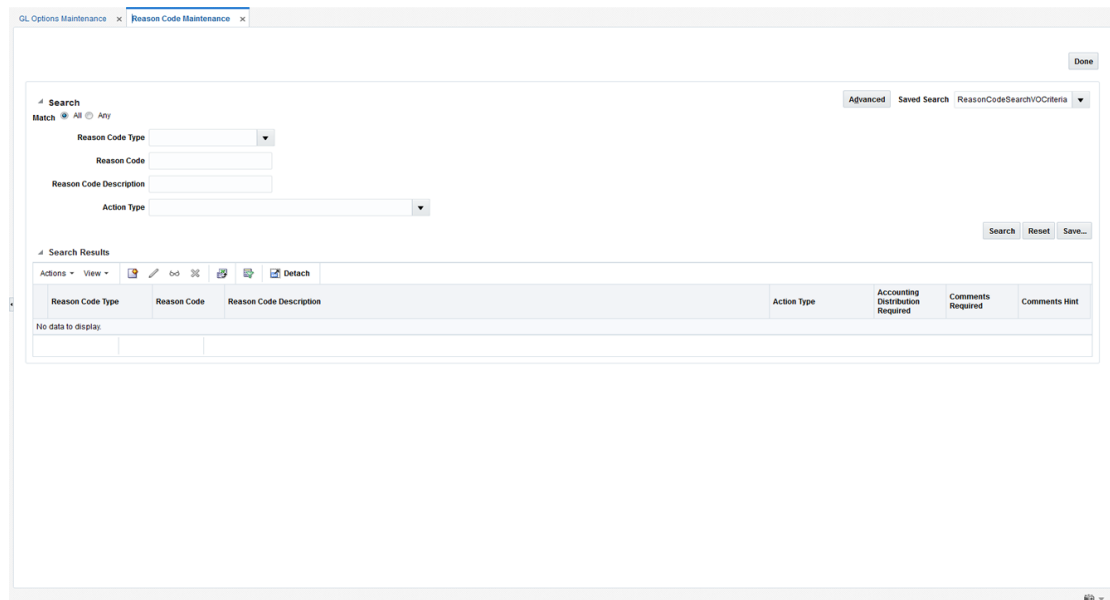 GL Options Maintenance × Reason Code Maintenance ×
Done
Search
Advanced Saved Search ReasonCodeSearchVOCriteria
Match All Any
Reason Code Type
Reason Code
Reason Code Description
Action Type
Search Reset Save...
Search Results
Actions View Detach
Reason Code Type Reason Code Reason Code Description Action Type Accounting Distribution Required Comments Required Comments Hint
No data to display.